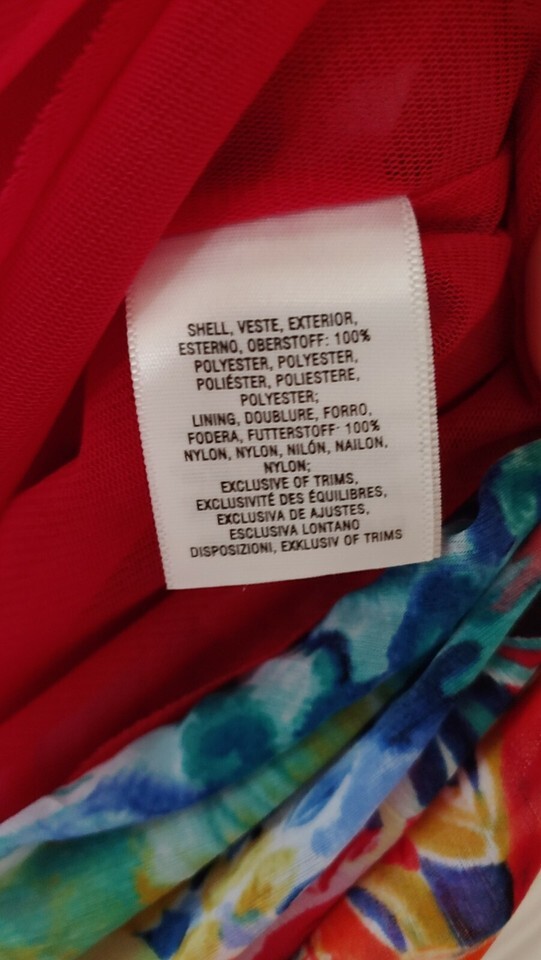 SHELL, VESTE, EXTERIOR,
ESTERNO, OBERSTOFF: 100%
POLYESTER, POLYESTER,
POLIÉSTER, POLIESTERE,
POLYESTER;
LINING, DOUBLURE, FORRO,
FODERA, FUTTERSTOFF: 100%
NYLON, NYLON, NILÓN, NAILON,
NYLON;
EXCLUSIVE OF TRIMS,
EXCLUSIVITÉ DES ÉQUILIBRES,
EXCLUSIVA DE AJUSTES,
ESCLUSIVA LONTANO
DISPOSIZIONI, EXKLUSIV OF TRIMS